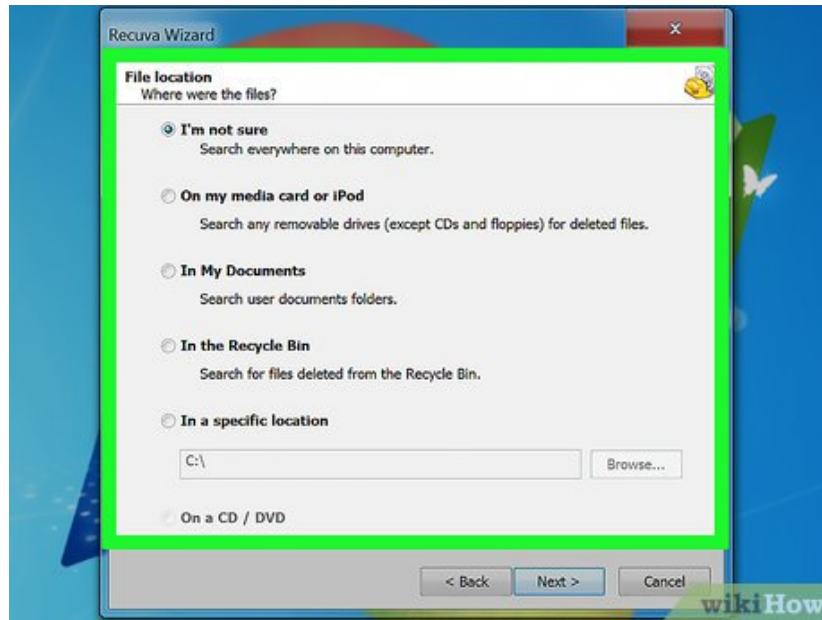 Recuva Wizard
File location
Where were the files?
I'm not sure
Search everywhere on this computer.
On my media card or iPod
Search any removable drives (except CDs and floppies) for deleted files.
In My Documents
Search user documents folders.
In the Recycle Bin
Search for files deleted from the Recycle Bin.
In a specific location
C:\
Browse...
On a CD / DVD
< Back Next > Cancel
wikiHow